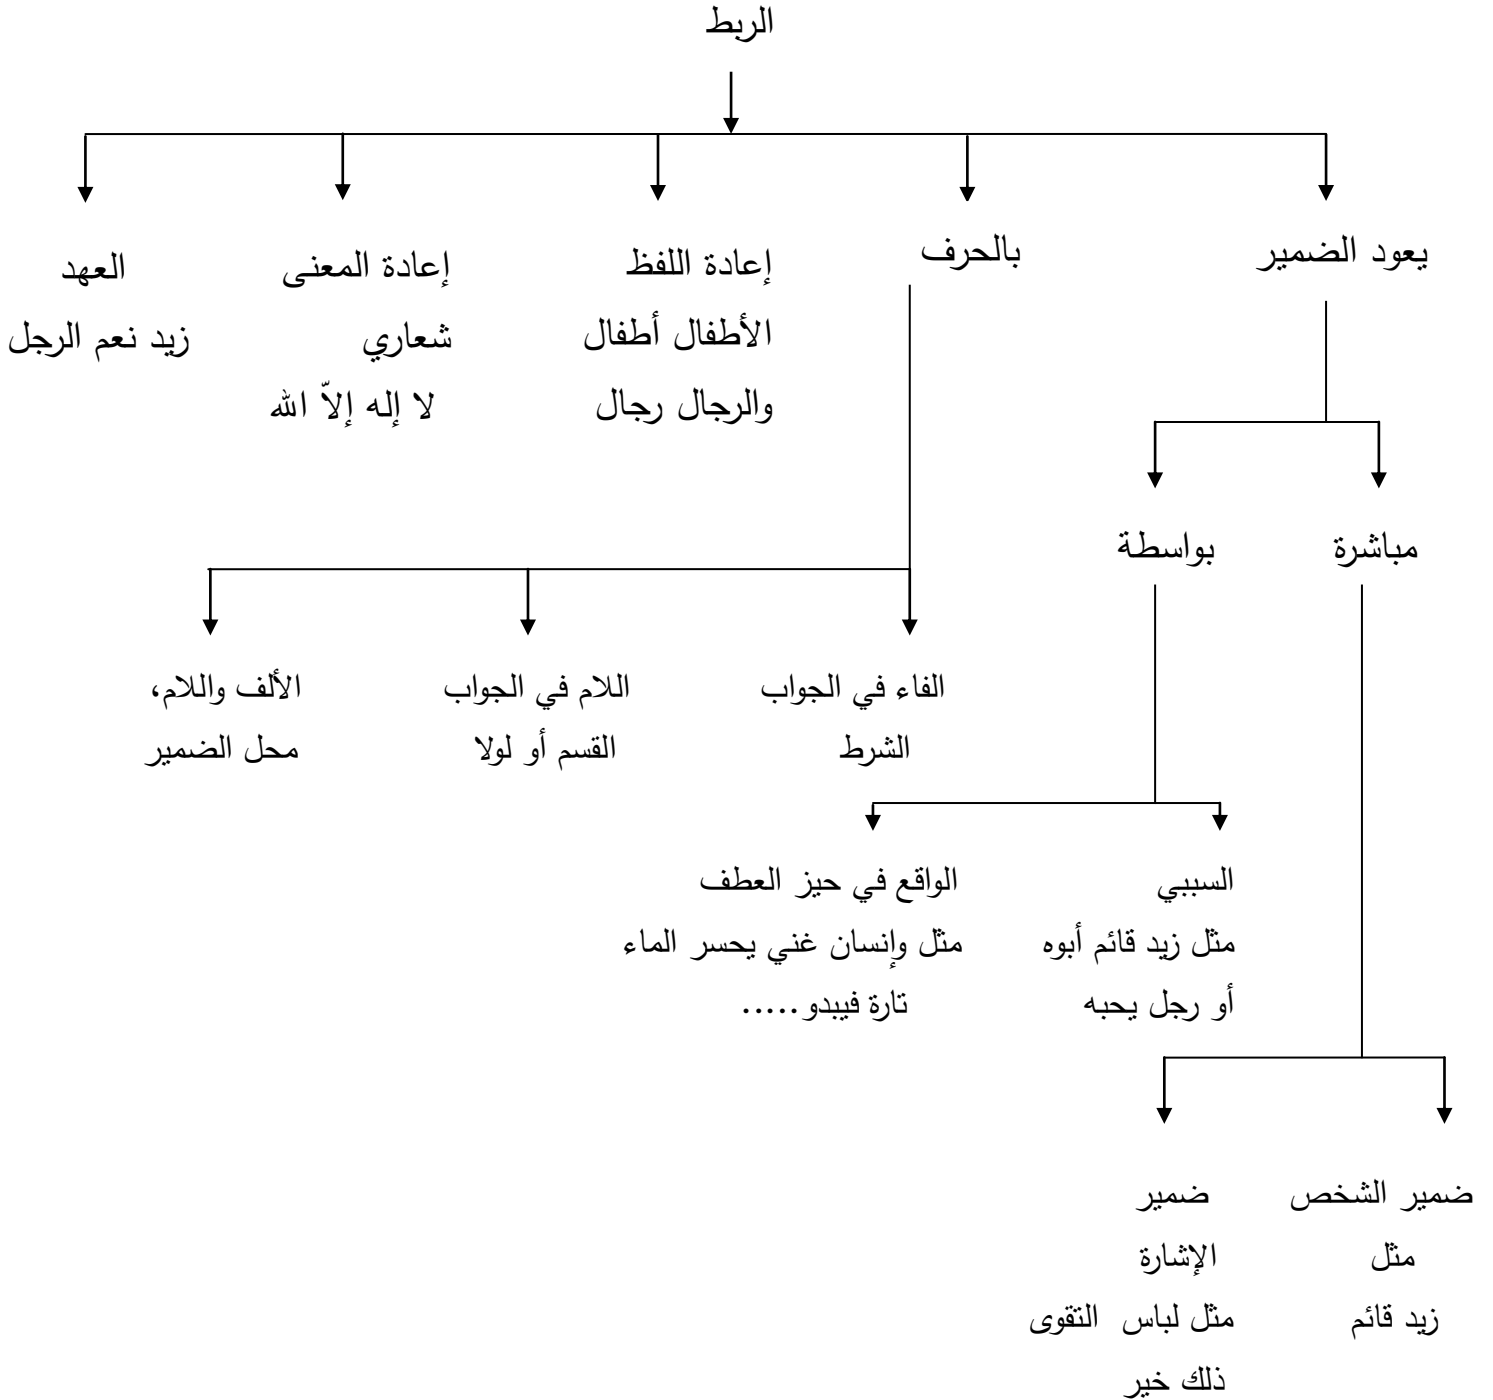 الربط
يعود الضمير
بالحرف
إعادة اللفظ
الأطفال أطفال
والرجال رجال
إعادة المعنى
شعاري
لا إله إلاّ الله
العهد
زيد نعم الرجل
مباشرة
بواسطة
الفاء في الجواب
الشرط
اللام في الجواب
القسم أو لولا
الألف واللام،
محل الضمير
السببي
مثل زيد قائم أبوه
أو رجل يحبه
الواقع في حيز العطف
مثل وإنسان غني يحسر الماء
تارة فيبدو.....
ضمير الشخص
مثل
زيد قائم
ضمير
الإشارة
مثل لباس التقوى
ذلك خير